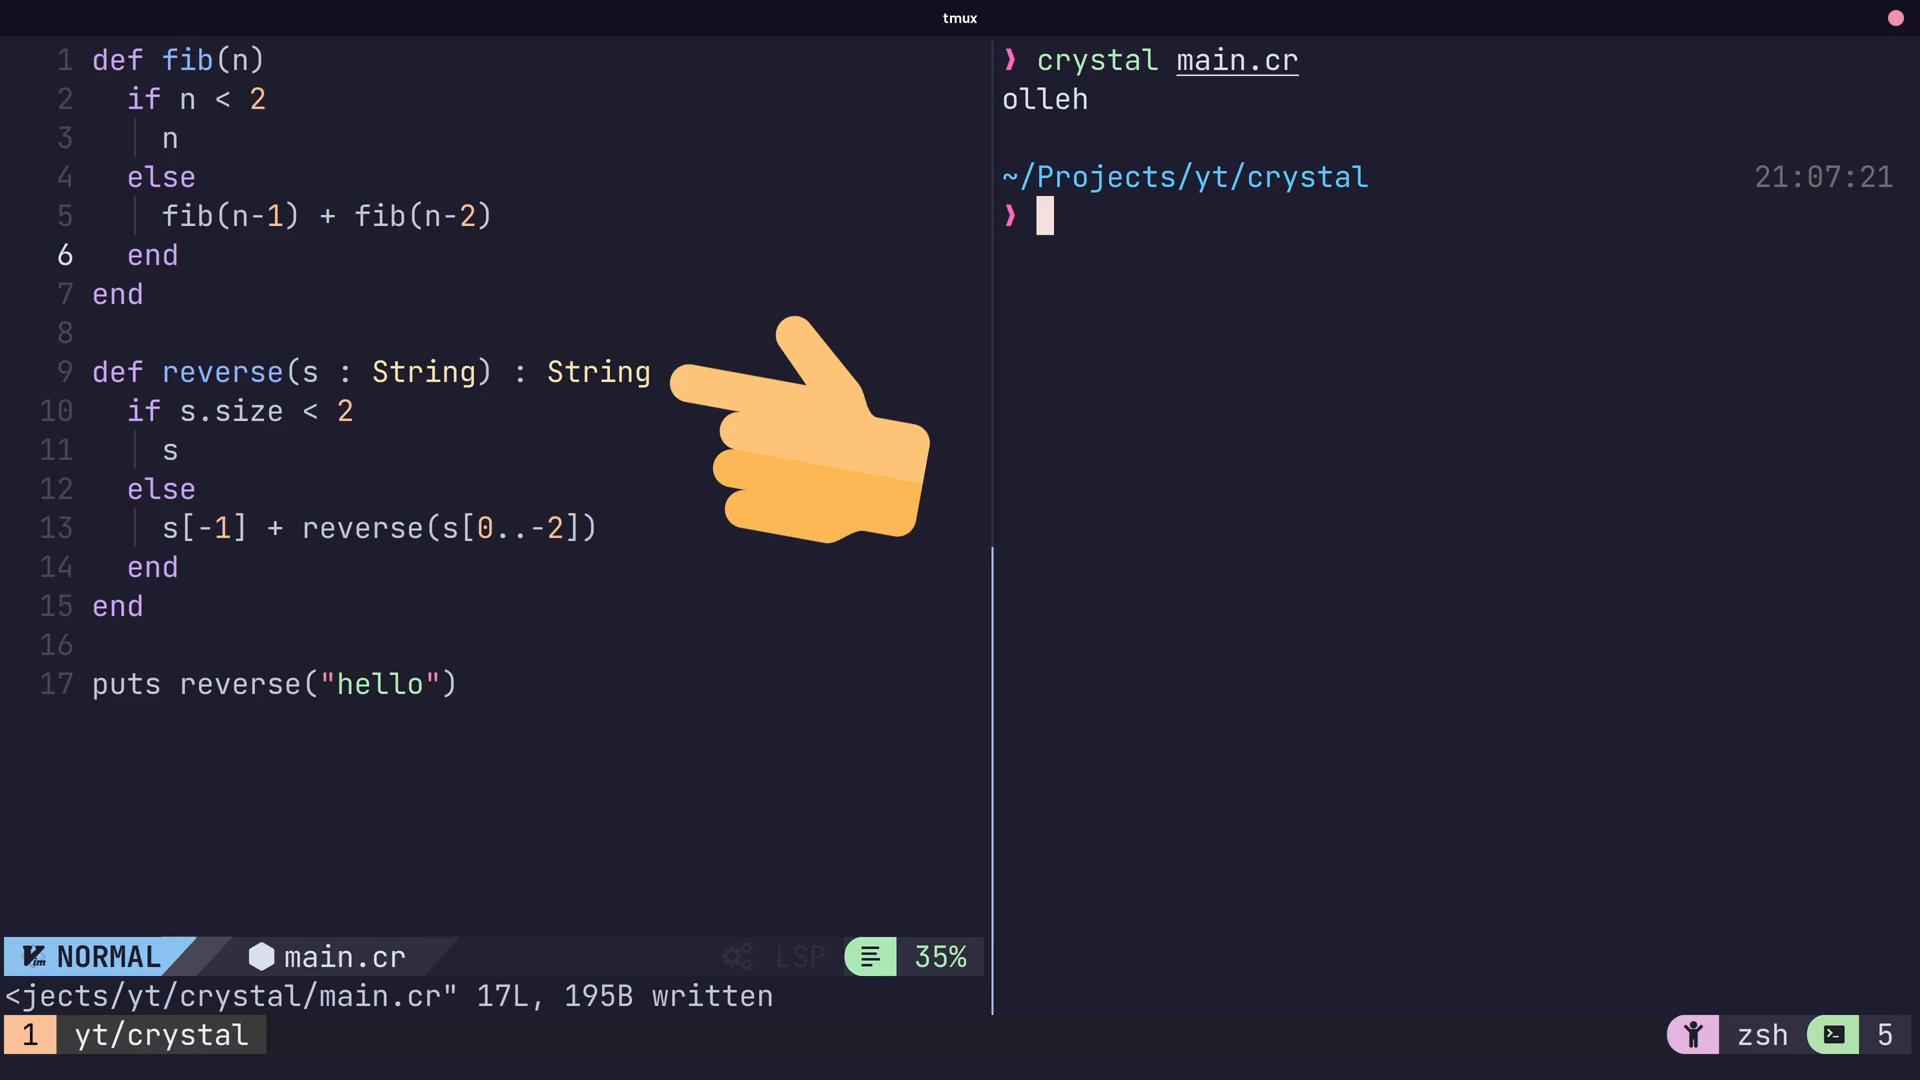 tmux
1 def fib(n)
2 if n < 2
3 n
4 else
5 fib(n-1) + fib(n-2)
6 end
7 end
8
9 def reverse(s : String) : String
10 if s.size < 2
11 s
12 else
13 s[-1] + reverse(s[0..-2])
14 end
15 end
16
17 puts reverse("hello")
❯ crystal main.cr
olleh
~/Projects/yt/crystal 21:07:21
❯
NORMAL main.cr LSP 35%
<jects/yt/crystal/main.cr" 17L, 195B written
1 yt/crystal zsh 5